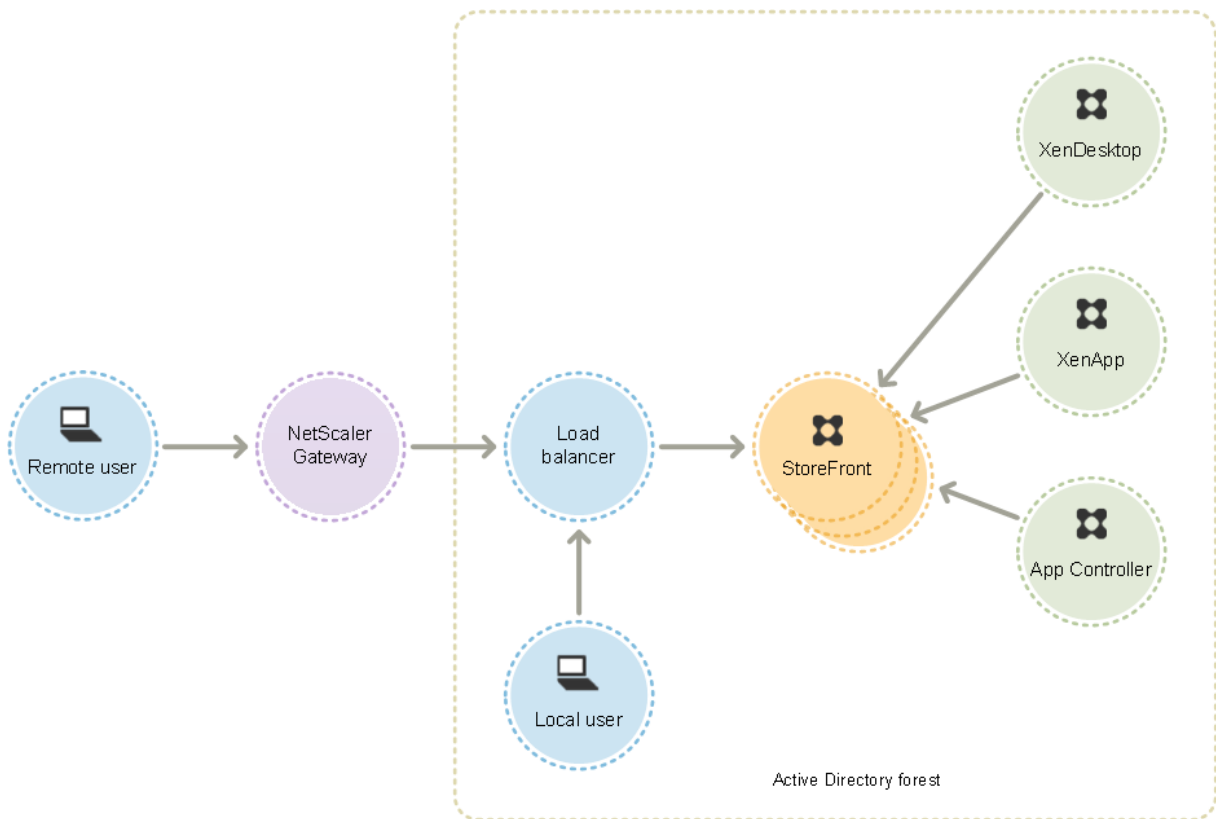 XenDesktop
XenApp
Remote user
NetScaler
Gateway
Load
balancer
StoreFront
App Controller
Local user
Active Directory forest